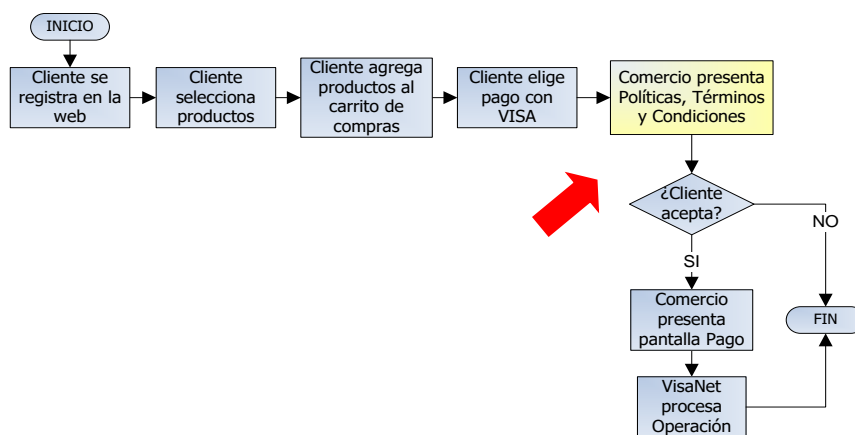 INICIO
Cliente se
registra en la
web
Cliente
selecciona
productos
Cliente agrega
productos al
carrito de
compras
Cliente elige
pago con
VISA
Comercio presenta
Políticas, Términos
y Condiciones
¿Cliente
acepta?
NO
SI
Comercio
presenta
pantalla Pago
FIN
VisaNet
procesa
Operación